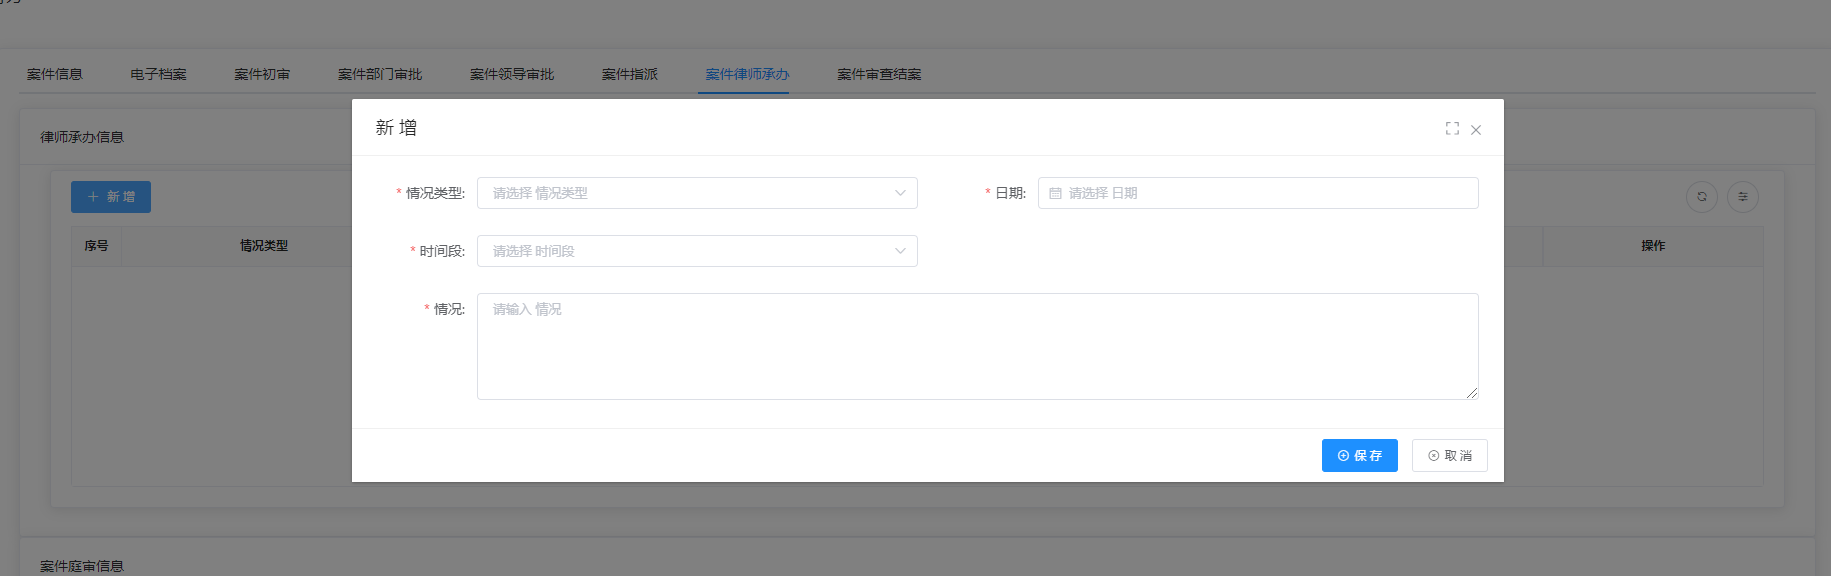 案件信息 电子档案 案件初审 案件部门审批 案件领导审批 案件指派 案件律师承办 案件审查结案
律师承办信息
新增
序号 情况类型 操作
新增
* 情况类型: 请选择 情况类型 * 日期: 请选择 日期
* 时间段: 请选择 时间段
* 情况: 请输入 情况
保存 取消
案件庭审信息